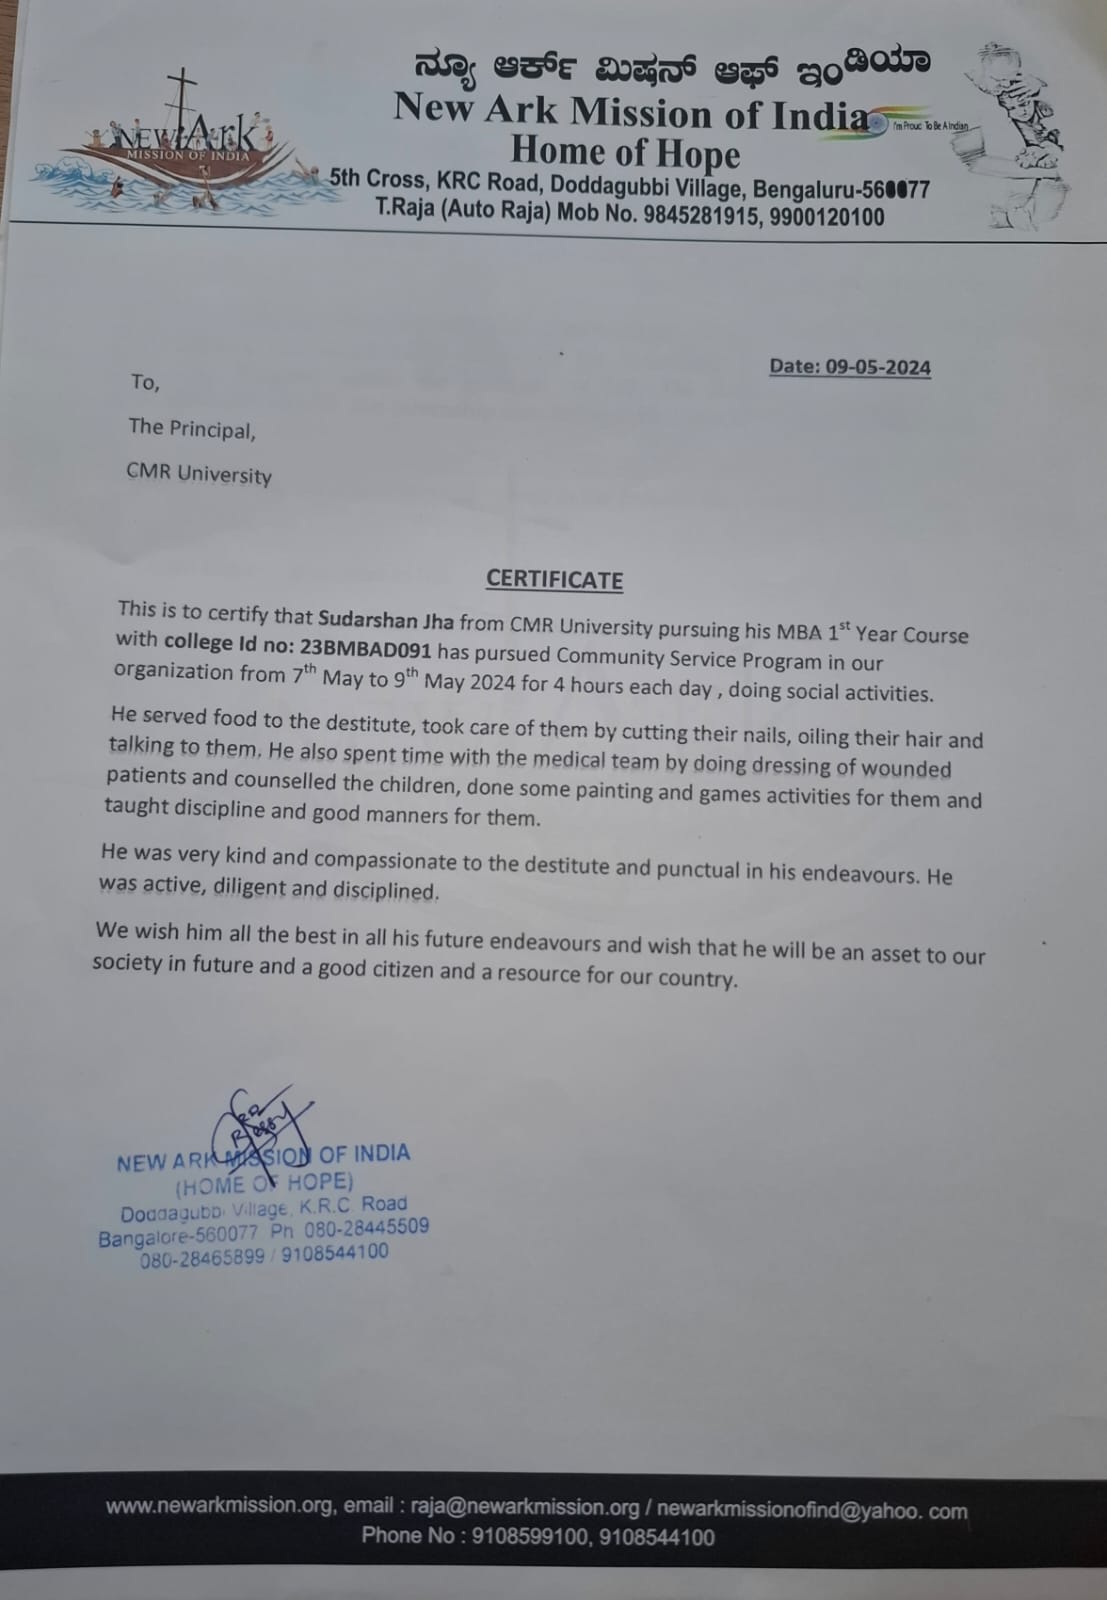 NEW Ark
MISSION OF INDIA
ನ್ಯೂ ಆರ್ಕ್ ಮಿಷನ್ ಆಫ್ ಇಂಡಿಯಾ
New Ark Mission of India
I'm Proud To Be A Indian
Home of Hope
5th Cross, KRC Road, Doddagubbi Village, Bengaluru-560077
T.Raja (Auto Raja) Mob No. 9845281915, 9900120100
Date: 09-05-2024
To,
The Principal,
CMR University
CERTIFICATE
This is to certify that Sudarshan Jha from CMR University pursuing his MBA 1st Year Course
with college Id no: 23BMBAD091 has pursued Community Service Program in our
organization from 7th May to 9th May 2024 for 4 hours each day , doing social activities.
He served food to the destitute, took care of them by cutting their nails, oiling their hair and
talking to them. He also spent time with the medical team by doing dressing of wounded
patients and counselled the children, done some painting and games activities for them and
taught discipline and good manners for them.
He was very kind and compassionate to the destitute and punctual in his endeavours. He
was active, diligent and disciplined.
We wish him all the best in all his future endeavours and wish that he will be an asset to our
society in future and a good citizen and a resource for our country.
NEW ARK MISSION OF INDIA
(HOME OF HOPE)
Doddagubbi Village, K.R.C. Road
Bangalore-560077 Ph 080-28445509
080-28465899 / 9108544100
www.newarkmission.org, email : raja@newarkmission.org / newarkmissionofind@yahoo. com
Phone No : 9108599100, 9108544100